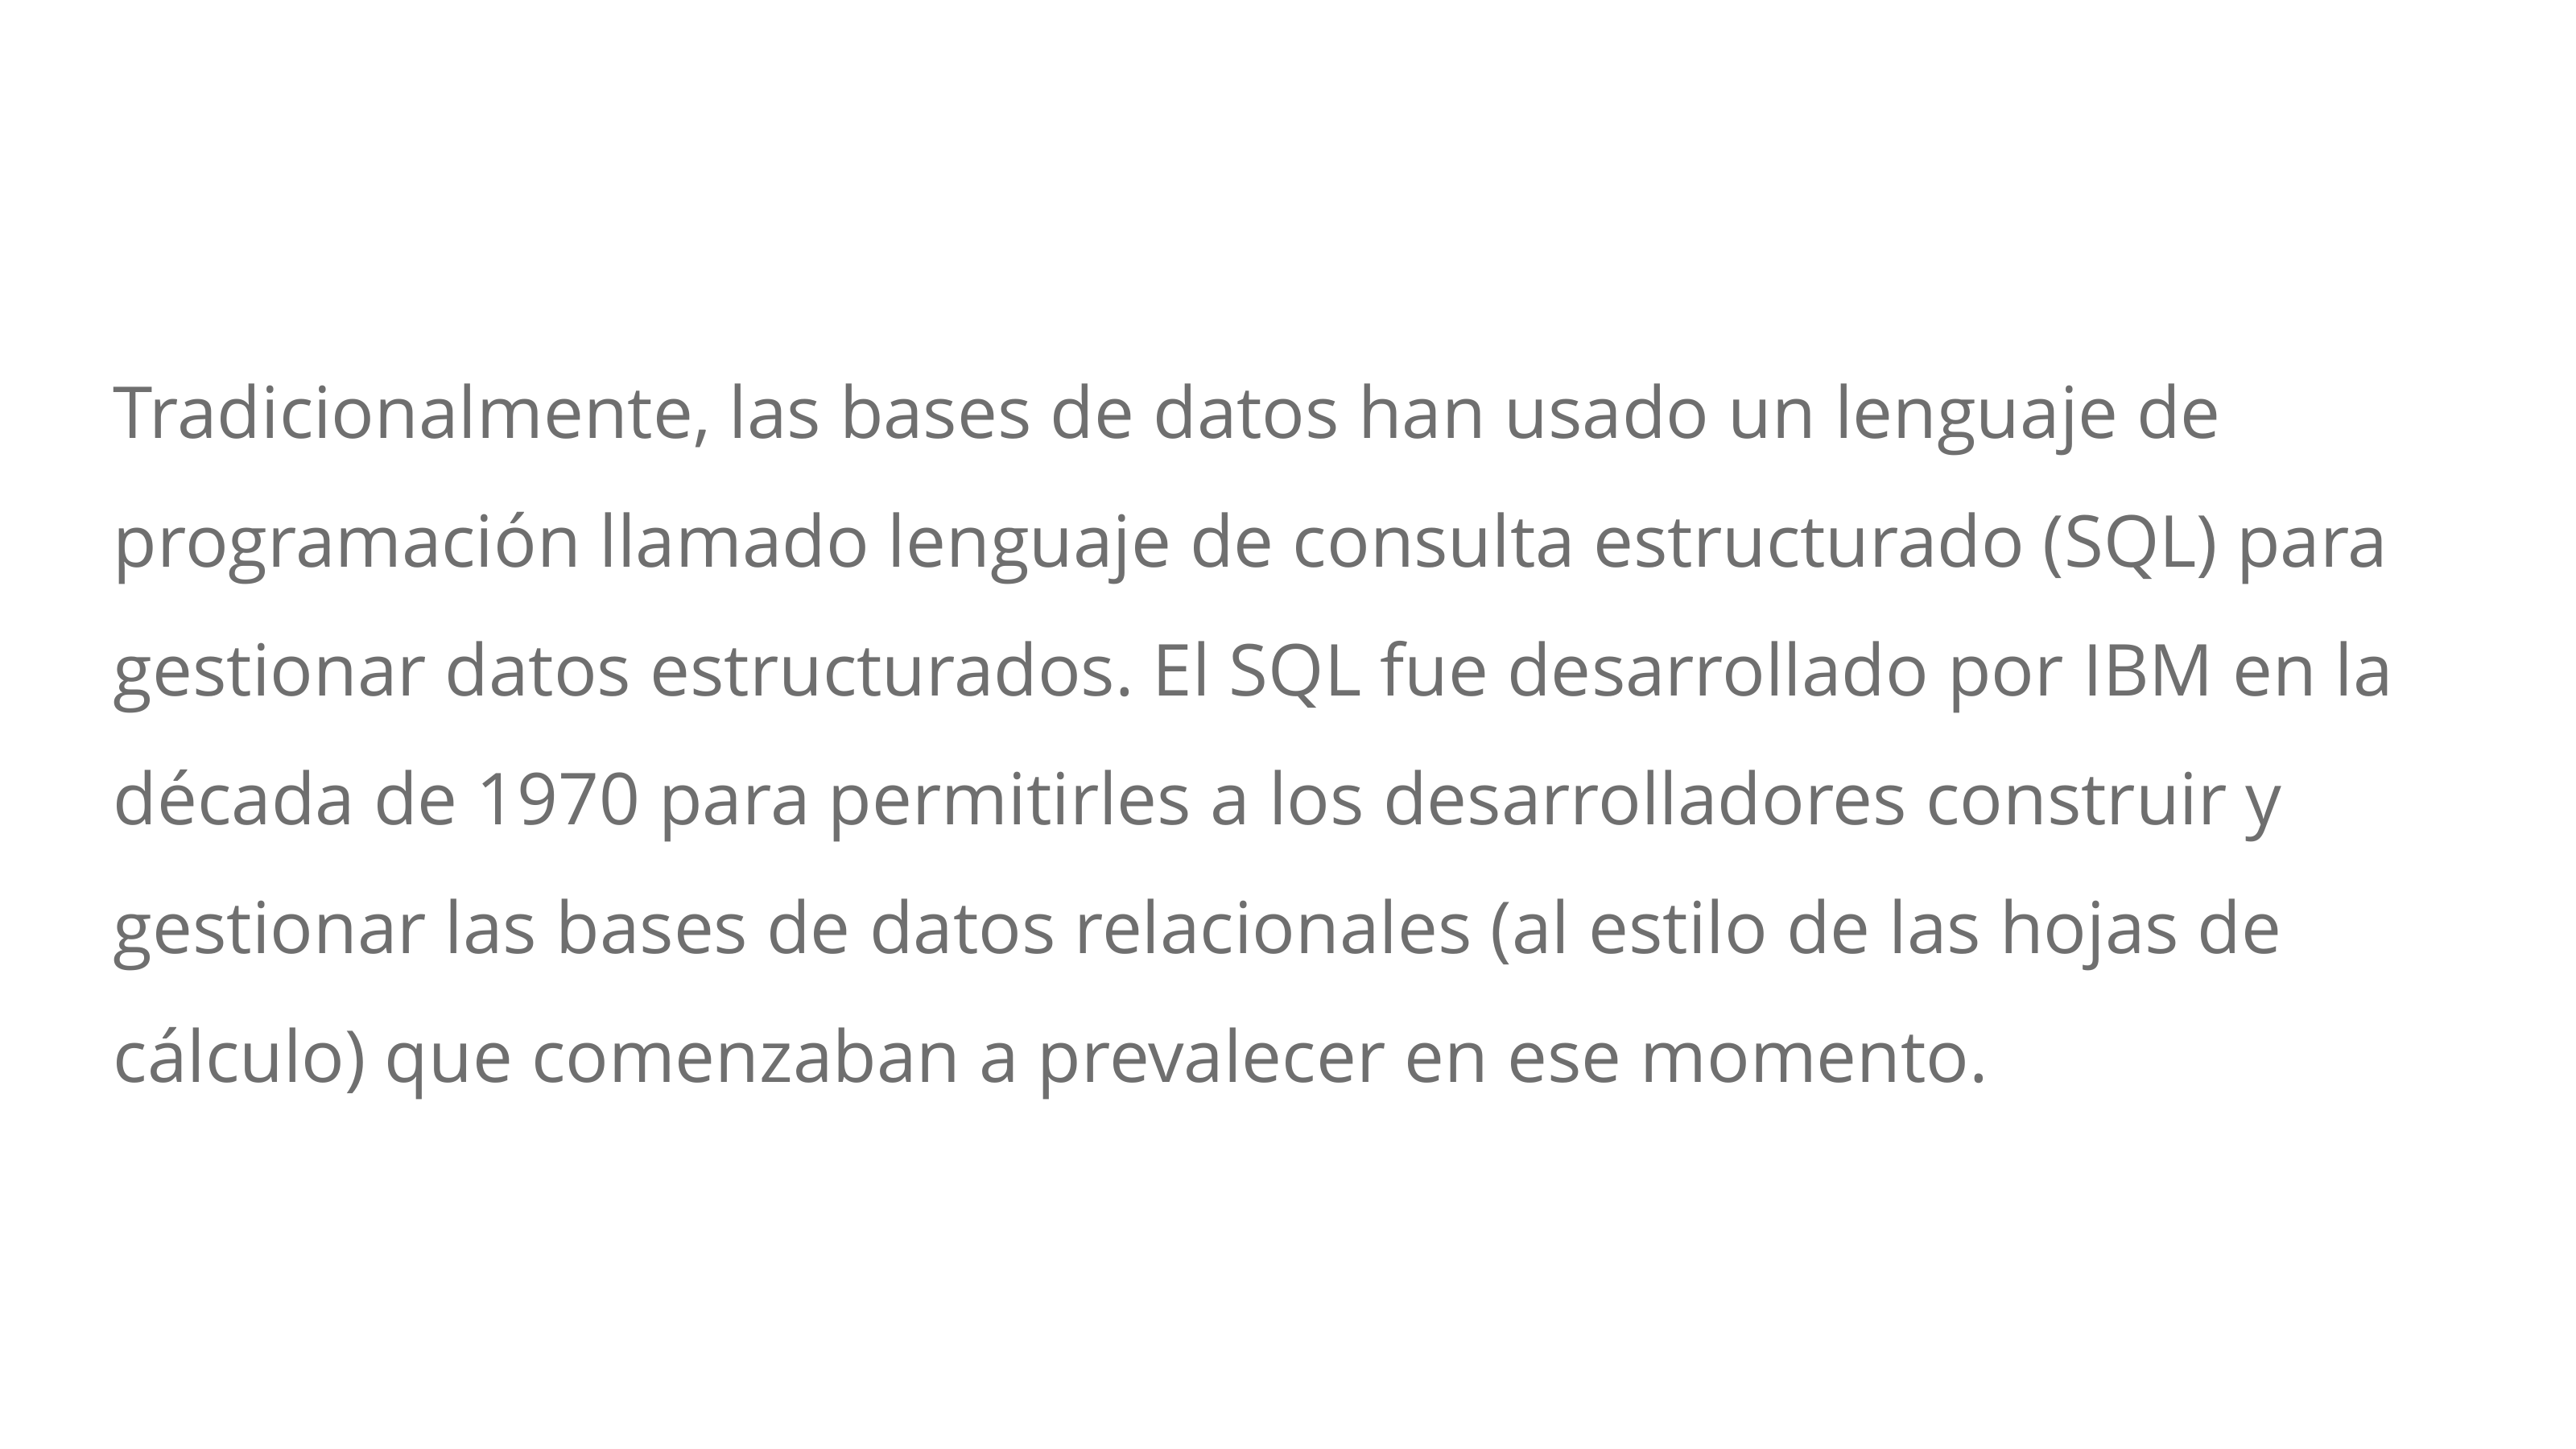 Tradicionalmente, las bases de datos han usado un lenguaje de
programación llamado lenguaje de consulta estructurado (SQL) para
gestionar datos estructurados. El SQL fue desarrollado por IBM en la
década de 1970 para permitirles a los desarrolladores construir y
gestionar las bases de datos relacionales (al estilo de las hojas de
cálculo) que comenzaban a prevalecer en ese momento.